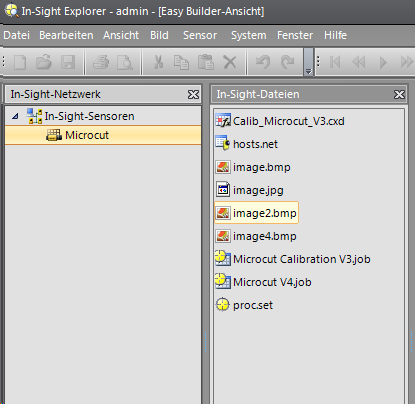 In-Sight Explorer - admin - [Easy Builder-Ansicht]
Datei Bearbeiten Ansicht Bild Sensor System Fenster Hilfe
In-Sight-Netzwerk
In-Sight-Sensoren
Microcut
In-Sight-Dateien
Calib_Microcut_V3.cxd
hosts.net
image.bmp
image.jpg
image2.bmp
image4.bmp
Microcut Calibration V3.job
Microcut V4.job
proc.set